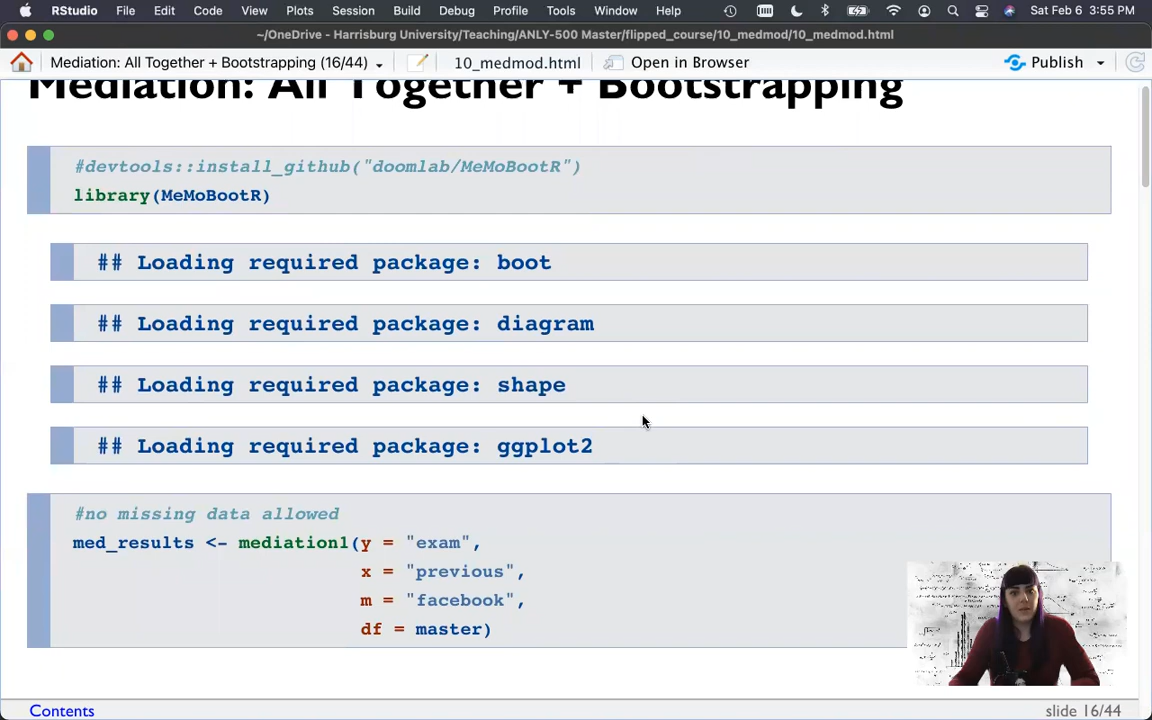 RStudio File Edit Code View Plots Session Build Debug Profile Tools Window Help Sat Feb 6 3:55 PM
~/OneDrive - Harrisburg University/Teaching/ANLY-500 Master/flipped_course/10_medmod/10_medmod.html
Mediation: All Together + Bootstrapping (16/44) 10_medmod.html Open in Browser Publish
Mediation: All Together + Bootstrapping
#devtools::install_github("doomlab/MeMoBootR")
library(MeMoBootR)
## Loading required package: boot
## Loading required package: diagram
## Loading required package: shape
## Loading required package: ggplot2
#no missing data allowed
med_results <- mediation1(y = "exam",
x = "previous",
m = "facebook",
df = master)
Contents slide 16/44